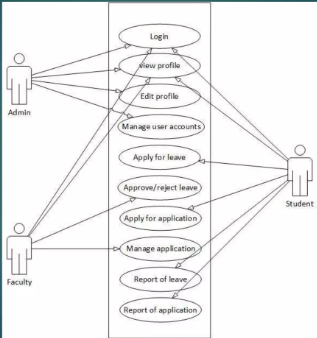 Login
view profile
Edit profile
Admin
Manage user accounts
Apply for leave
Approve/reject leave
Student
Apply for application
Manage application
Faculty
Report of leave
Report of application